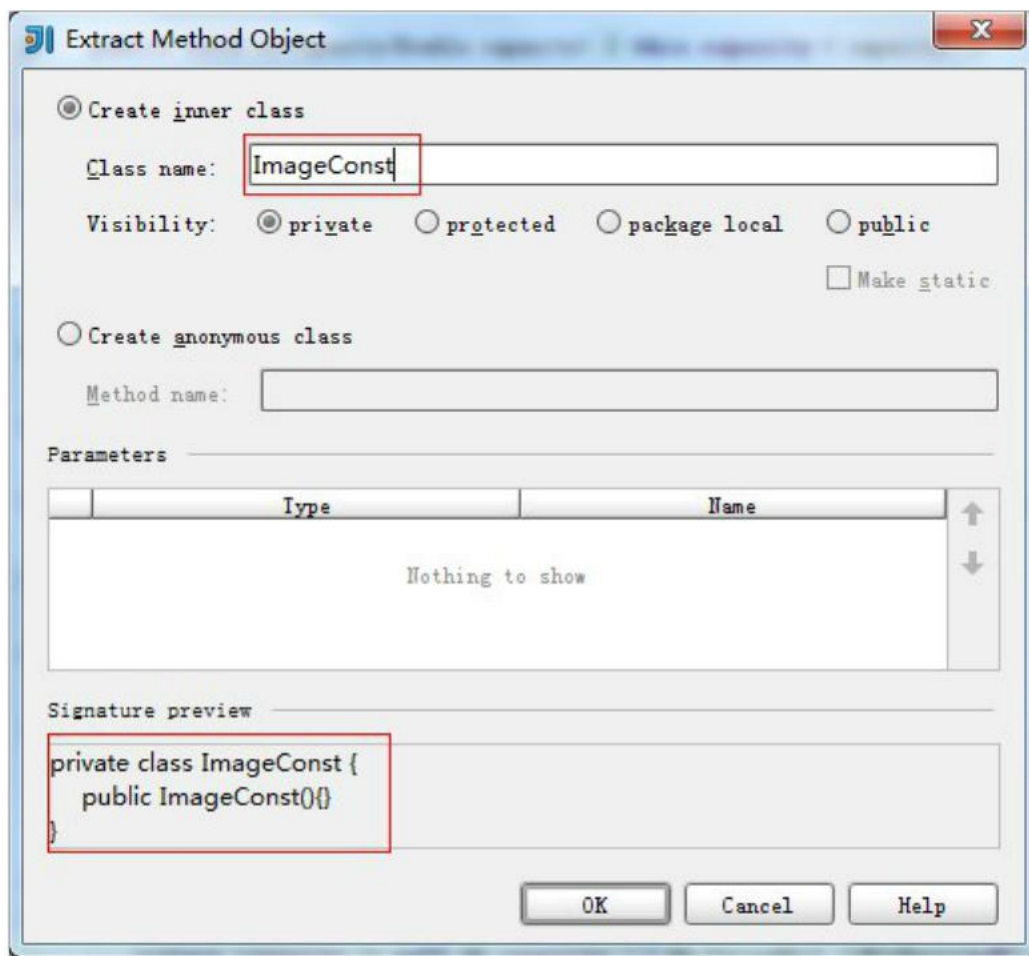 Extract Method Object
Create inner class
Class name: ImageConst
Visibility: private protected package local public
Make static
Create anonymous class
Method name:
Parameters
Type Name
Nothing to show
Signature preview
private class ImageConst {
public ImageConst(){}
}
OK Cancel Help